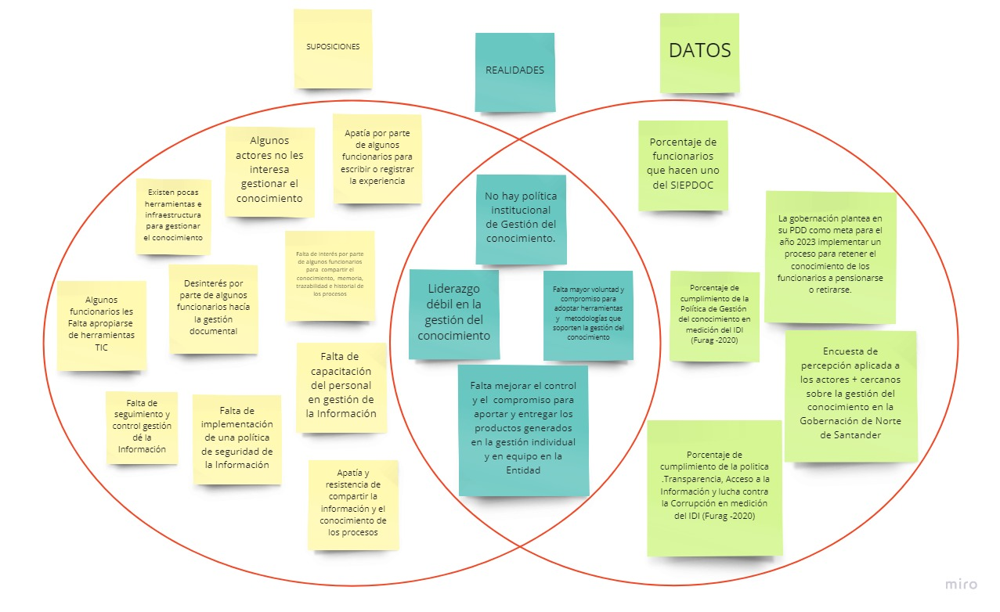 SUPOSICIONES
REALIDADES
DATOS
Algunos
actores no les
interesa
gestionar el
conocimiento
Apatía por parte
de algunos
funcionarios para
escribir o registrar
la experiencia
Existen pocas
herramientas e
infraestructura
para gestionar
el conocimiento
Falta de interés por parte
de algunos funcionarios
para compartir el
conocimiento, memoria,
trazabilidad e historial de
los procesos
Desinterés por
parte de algunos
funcionarios hacía
la gestión
documental
Algunos
funcionarios les
Falta apropiarse
de herramientas
TIC
Falta de
capacitación
del personal
en gestión de
la Información
Falta de
seguimiento y
control gestión
dé la
Información
Falta de
implementación
de una política
de seguridad de
la Información
Apatía y
resistencia de
compartir la
información y el
conocimiento de
los procesos
No hay política
institucional
de Gestión del
conocimiento.
Liderazgo
débil en la
gestión del
conocimiento
Falta mayor voluntad y
compromiso para
adoptar herramientas
y metodologías que
soporten la gestión del
conocimiento
Falta mejorar el control
y el compromiso para
aportar y entregar los
productos generados
en la gestión individual
y en equipo en la
Entidad
Porcentaje de
funcionarios
que hacen uno
del SIEPDOC
La gobernación plantea en
su PDD como meta para el
año 2023 implementar un
proceso para retener el
conocimiento de los
funcionarios a pensionarse
o retirarse.
Porcentaje de
cumplimiento de la
Política de Gestión
del conocimiento en
medición del IDI
(Furag -2020)
Encuesta de
percepción aplicada a
los actores + cercanos
sobre la gestión del
conocimiento en la
Gobernación de Norte
de Santander
Porcentaje de
cumplimiento de la politica
.Transparencia, Acceso a la
Información y lucha contra
la Corrupción en medición
del IDI (Furag -2020)
miro